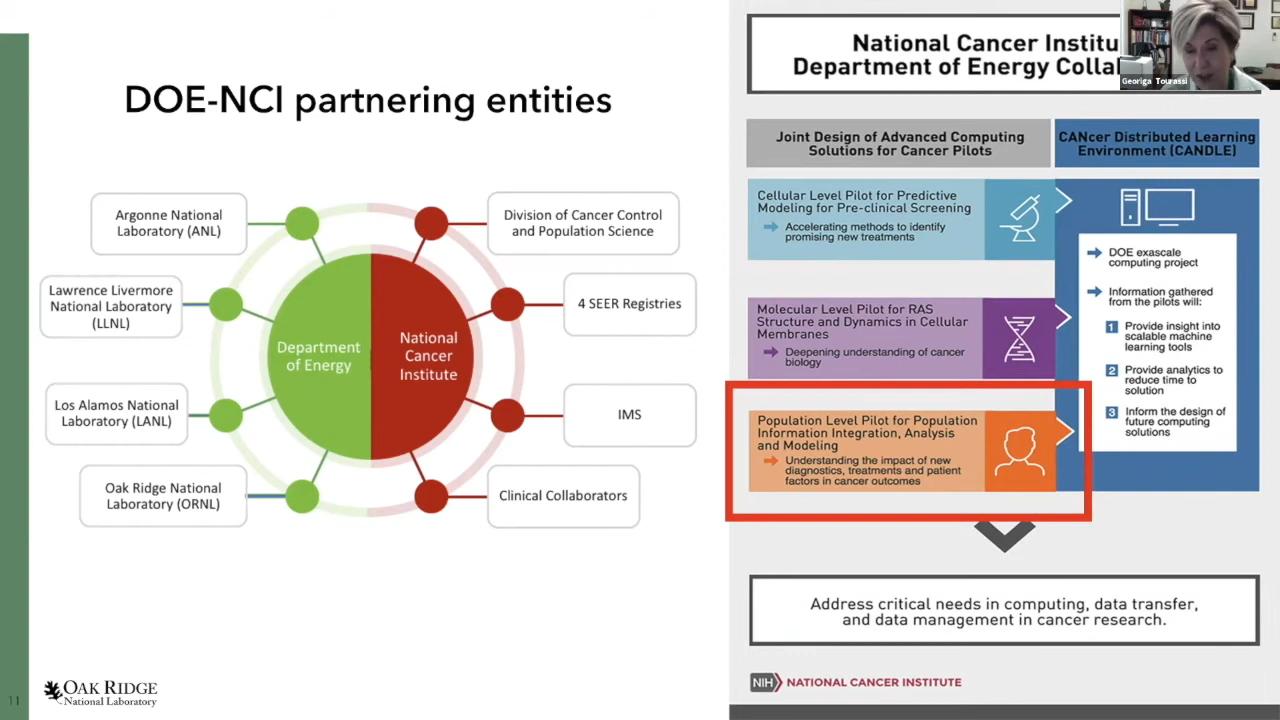 DOE-NCI partnering entities
Argonne National
Laboratory (ANL)
Lawrence Livermore
National Laboratory
(LLNL)
Los Alamos National
Laboratory (LANL)
Oak Ridge National
Laboratory (ORNL)
Department
of Energy
National
Cancer
Institute
Division of Cancer Control
and Population Science
4 SEER Registries
IMS
Clinical Collaborators
11
OAK RIDGE
National Laboratory
National Cancer Institu
Department of Energy Colla
Georiga Tourassi
Joint Design of Advanced Computing
Solutions for Cancer Pilots
CANcer Distributed Learning
Environment (CANDLE)
Cellular Level Pilot for Predictive
Modeling for Pre-clinical Screening
Accelerating methods to identify
promising new treatments
Molecular Level Pilot for RAS
Structure and Dynamics in Cellular
Membranes
Deepening understanding of cancer
biology
Population Level Pilot for Population
Information Integration, Analysis
and Modeling
Understanding the impact of new
diagnostics, treatments and patient
factors in cancer outcomes
DOE exascale
computing project
Information gathered
from the pilots will:
1 Provide insight into
scalable machine
learning tools
2 Provide analytics to
reduce time to
solution
3 Inform the design of
future computing
solutions
Address critical needs in computing, data transfer,
and data management in cancer research.
NIH NATIONAL CANCER INSTITUTE